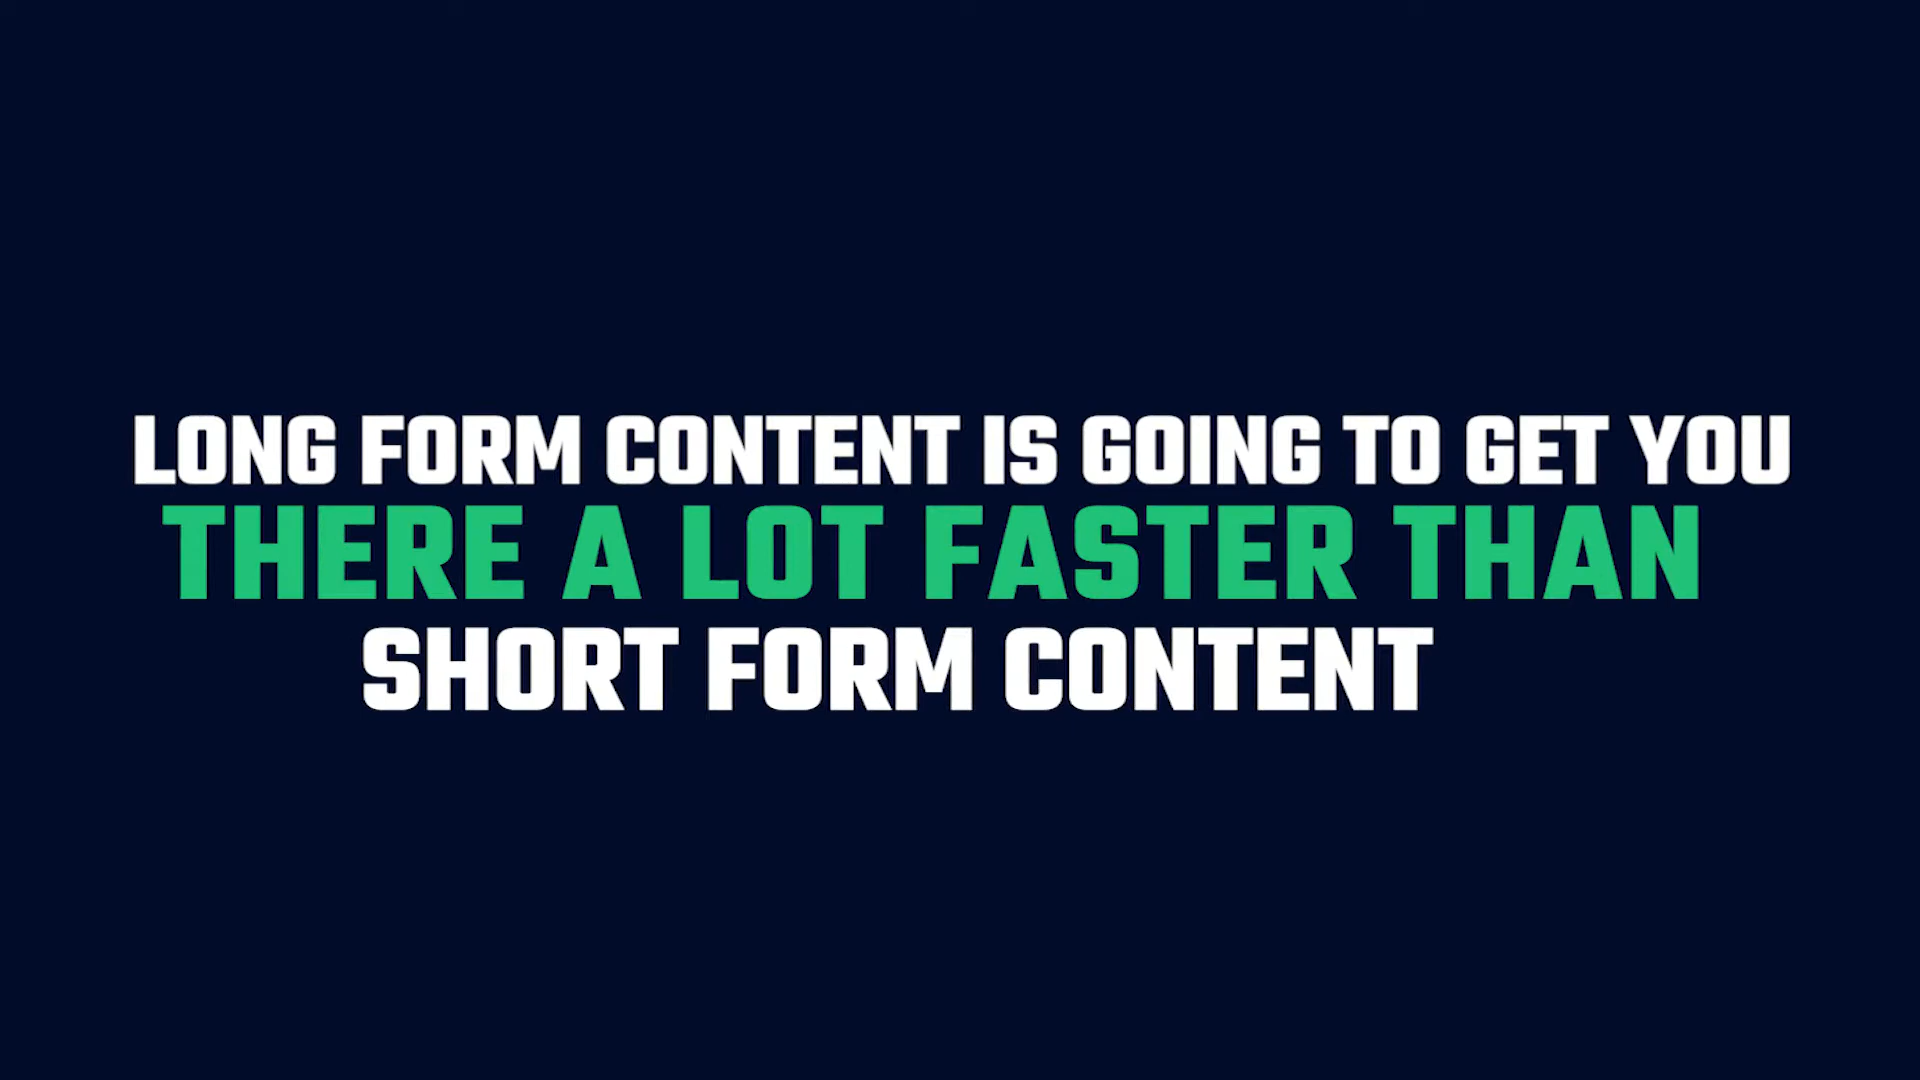 LONG FORM CONTENT IS GOING TO GET YOU
THERE A LOT FASTER THAN
SHORT FORM CONTENT